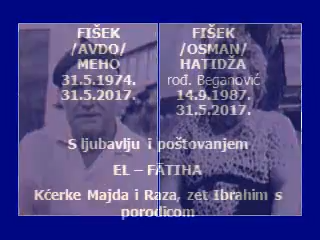 FIŠEK
/AVDO/
MEHO
31.5.1974.
31.5.2017.
FIŠEK
/OSMAN/
HATIDŽA
rođ. Beganović
14.9.1987.
31.5.2017.
S ljubavlju i poštovanjem
EL – FĀTIHA
Kćerke Majda i Raza, zet Ibrahim s
porodicom